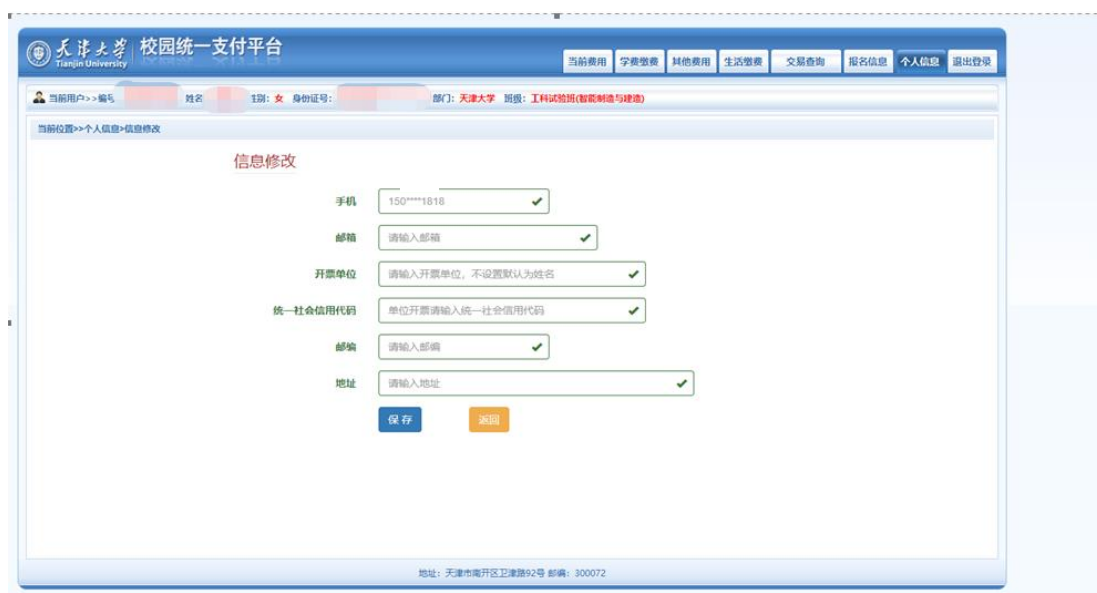 天津大学 校园统一支付平台
Tianjin University
当前费用 学费缴费 其他费用 生活缴费 交易查询 报名信息 个人信息 退出登录
当前用户>>编号 姓名 性别：女 身份证号： 部门：天津大学 班级：工科试验班(智能制造与建造)
当前位置>>个人信息>信息修改
信息修改
手机 150****1818
邮箱 请输入邮箱
开票单位 请输入开票单位，不设置默认为姓名
统一社会信用代码 单位开票请输入统一社会信用代码
邮编 请输入邮编
地址 请输入地址
保存 返回
地址：天津市南开区卫津路92号 邮编：300072